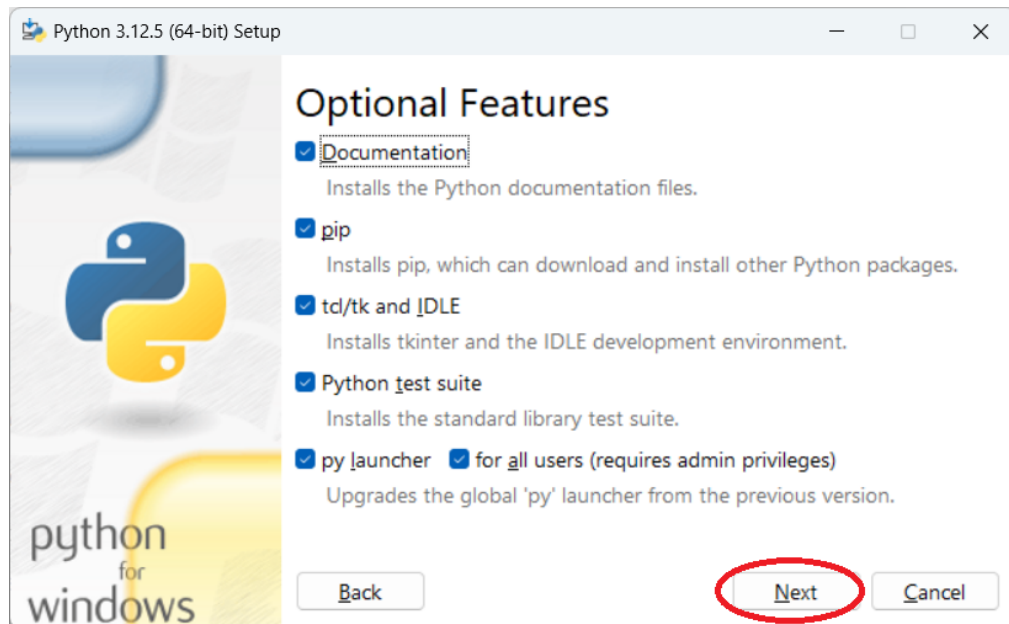 Python 3.12.5 (64-bit) Setup
Optional Features
Documentation
Installs the Python documentation files.
pip
Installs pip, which can download and install other Python packages.
tcl/tk and IDLE
Installs tkinter and the IDLE development environment.
Python test suite
Installs the standard library test suite.
py launcher for all users (requires admin privileges)
Upgrades the global 'py' launcher from the previous version.
python
for
windows
Back Next Cancel